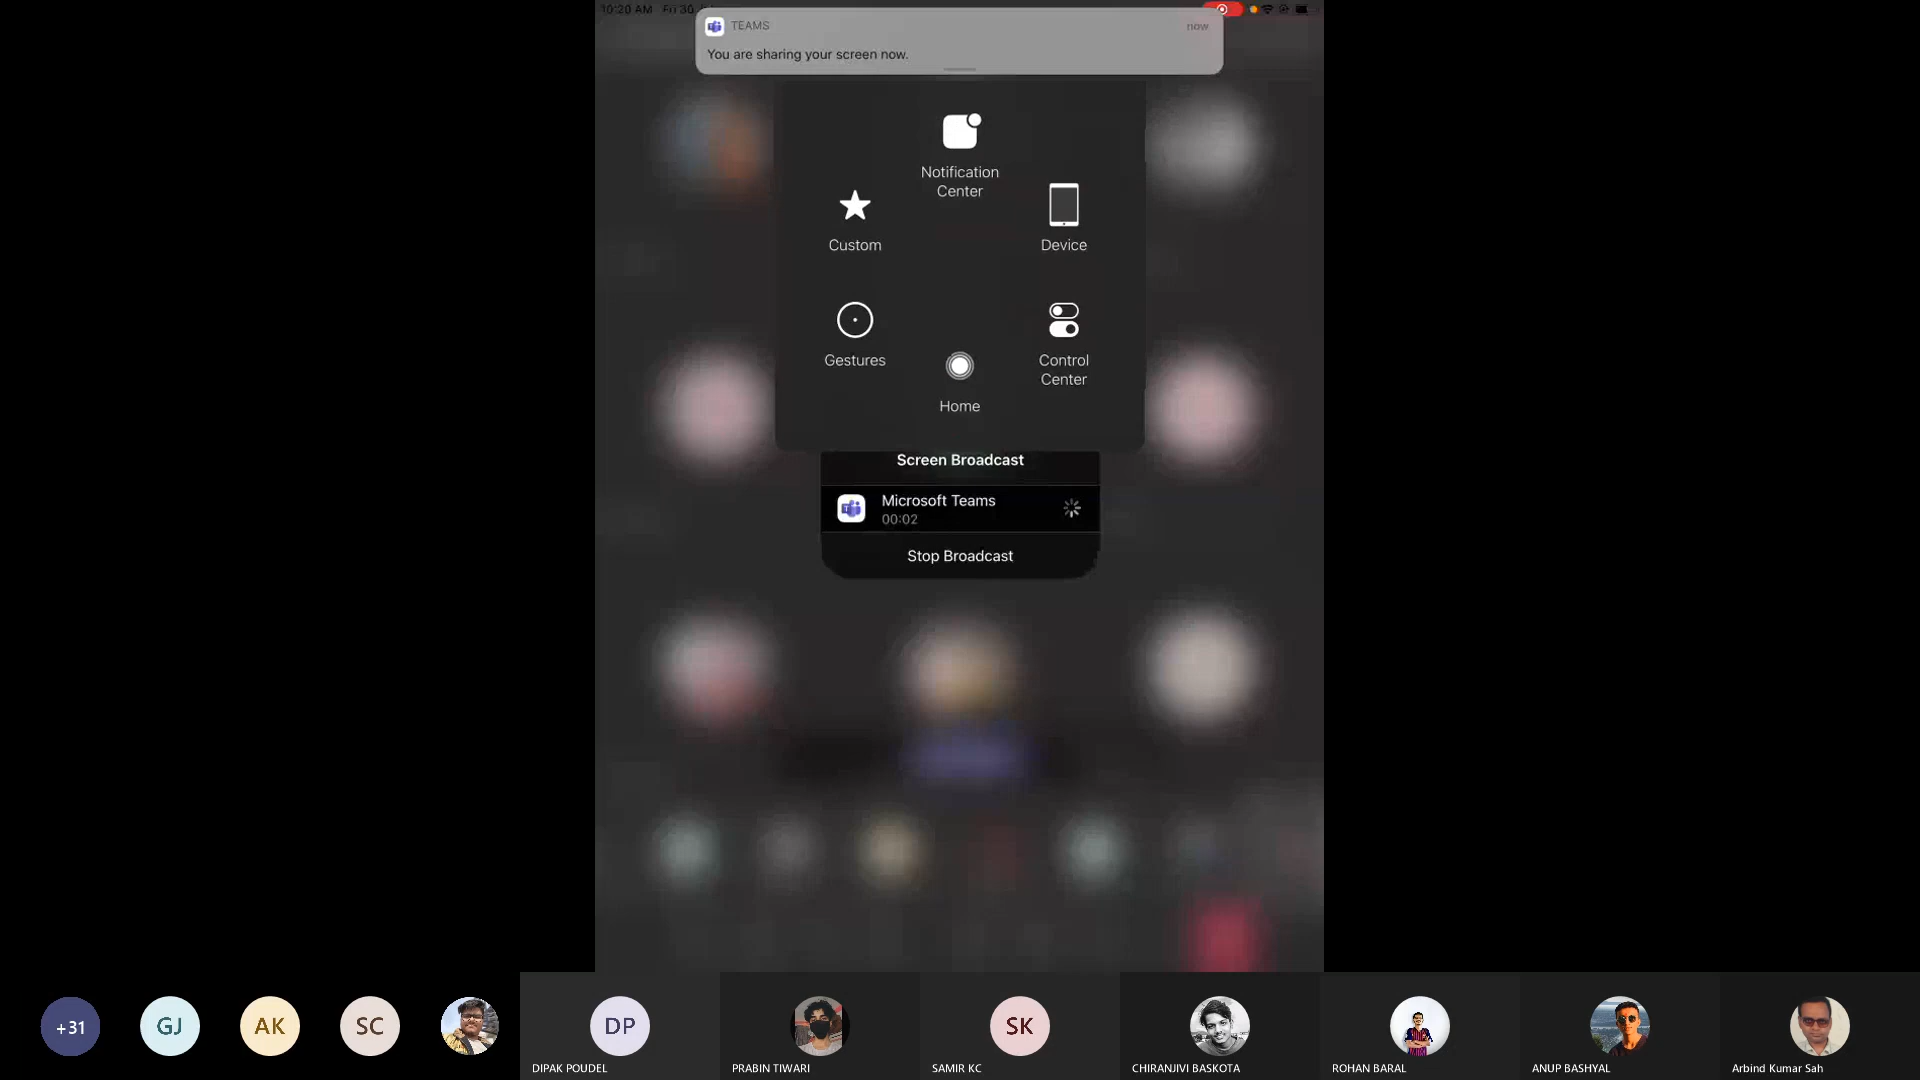 10:20 AM Fri 30
TEAMS
now
You are sharing your screen now.
Notification
Center
Custom
Device
Gestures
Control
Center
Home
Screen Broadcast
Microsoft Teams
00:02
Stop Broadcast
+31
GJ
AK
SC
DP
SK
DIPAK POUDEL
PRABIN TIWARI
SAMIR KC
CHIRANJIVI BASKOTA
ROHAN BARAL
ANUP BASHYAL
Arbind Kumar Sah